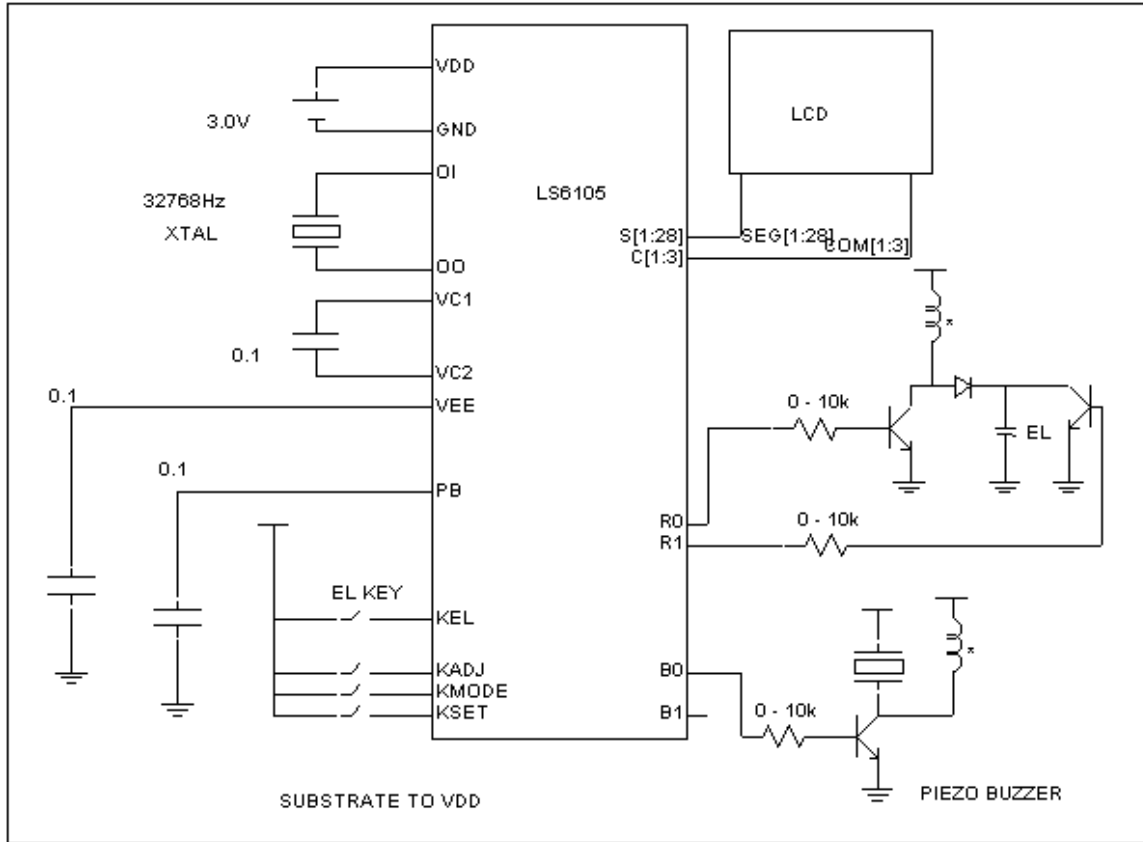 VDD
3.0V
GND
OI
32768Hz
XTAL
OO
VC1
0.1
VC2
0.1
VEE
0.1
PB
EL KEY
KEL
KADJ
KMODE
KSET
LS6105
LCD
S[1:28]
SEG[1:28]
C[1:3]
COM[1:3]
*
0 - 10k
EL
R0
R1
0 - 10k
*
B0
B1
0 - 10k
SUBSTRATE TO VDD
PIEZO BUZZER